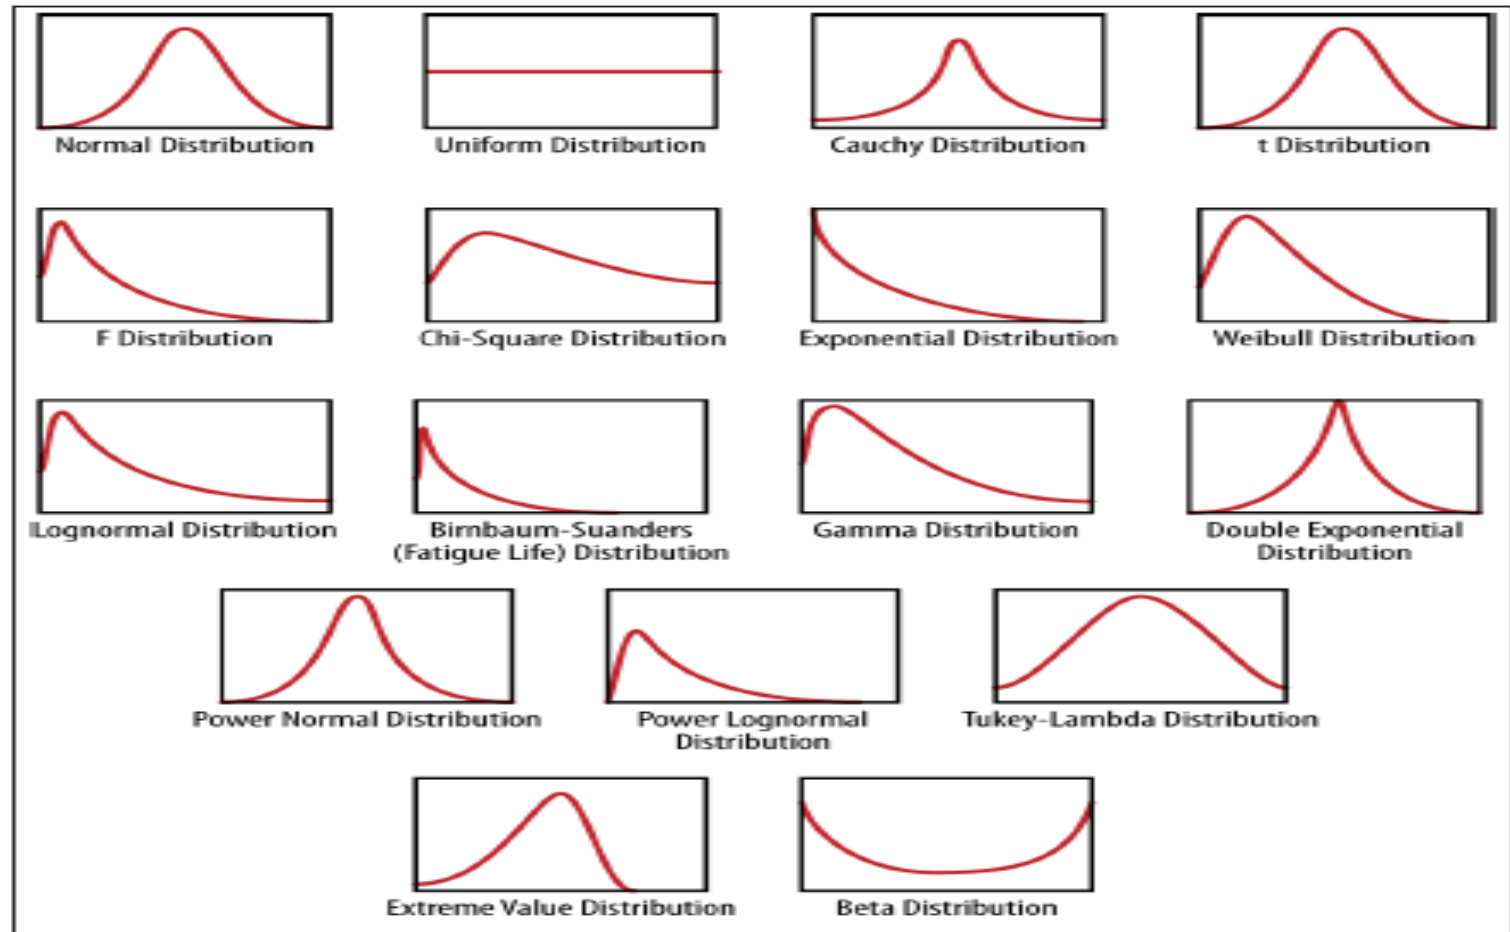 Normal Distribution
Uniform Distribution
Cauchy Distribution
t Distribution
F Distribution
Chi-Square Distribution
Exponential Distribution
Weibull Distribution
Lognormal Distribution
Birnbaum-Suanders
(Fatigue Life) Distribution
Gamma Distribution
Double Exponential
Distribution
Power Normal Distribution
Power Lognormal
Distribution
Tukey-Lambda Distribution
Extreme Value Distribution
Beta Distribution